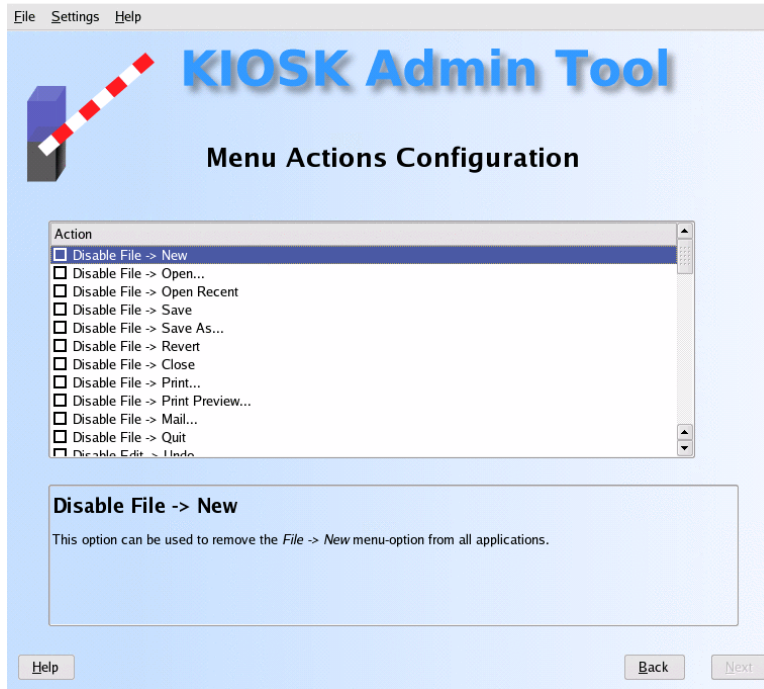 File Settings Help
KIOSK Admin Tool
Menu Actions Configuration
Action
Disable File -> New
Disable File -> Open...
Disable File -> Open Recent
Disable File -> Save
Disable File -> Save As...
Disable File -> Revert
Disable File -> Close
Disable File -> Print...
Disable File -> Print Preview...
Disable File -> Mail...
Disable File -> Quit
Disable Edit -> Undo
Disable File -> New
This option can be used to remove the File -> New menu-option from all applications.
Help Back Next